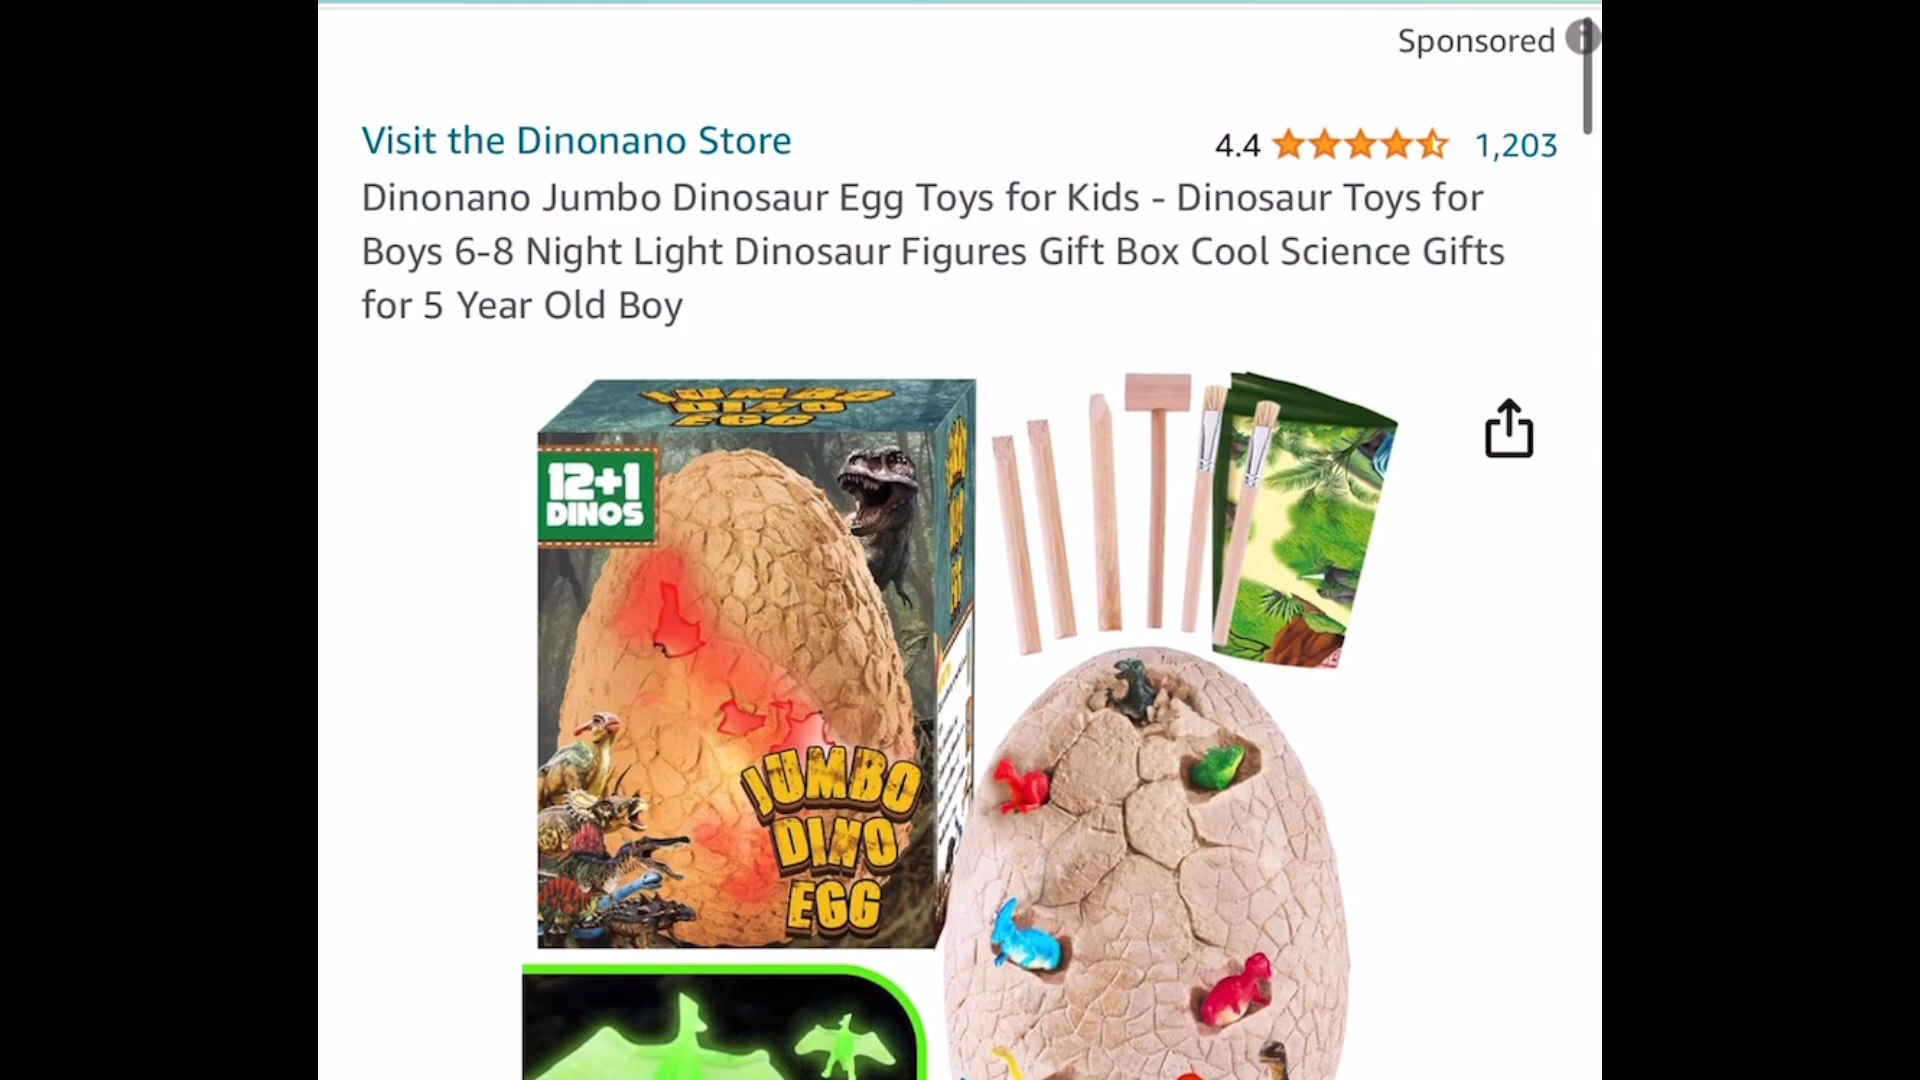 Sponsored
Visit the Dinonano Store
4.4 1,203
Dinonano Jumbo Dinosaur Egg Toys for Kids - Dinosaur Toys for
Boys 6-8 Night Light Dinosaur Figures Gift Box Cool Science Gifts
for 5 Year Old Boy
JUMBO
DINO
EGG
12+1
DINOS
JUMBO
DINO
EGG